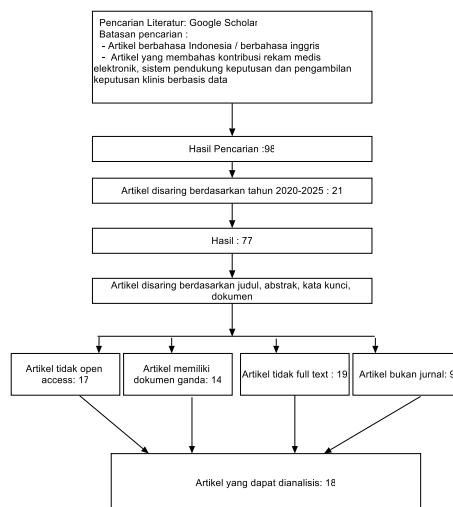 Pencarian Literatur: Google Scholar
Batasan pencarian :
- Artikel berbahasa Indonesia / berbahasa inggris
- Artikel yang membahas kontribusi rekam medis
elektronik, sistem pendukung keputusan dan pengambilan
keputusan klinis berbasis data
Hasil Pencarian :98
Artikel disaring berdasarkan tahun 2020-2025 : 21
Hasil : 77
Artikel disaring berdasarkan judul, abstrak, kata kunci,
dokumen
Artikel tidak open
access: 17
Artikel memiliki
dokumen ganda: 14
Artikel tidak full text : 19
Artikel bukan jurnal: 9
Artikel yang dapat dianalisis: 18